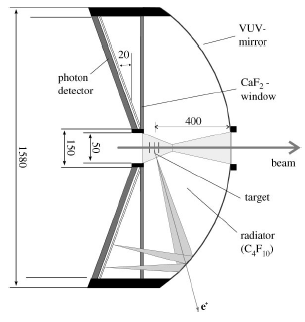 VUV-
mirror
20
photon
detector
CaF2 -
window
400
1580
150
50
beam
target
radiator
(C4F10)
e+